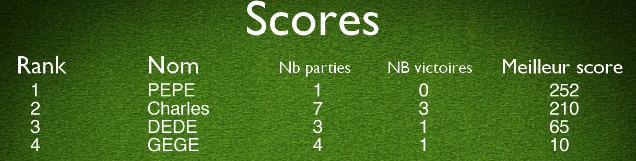 Scores
Rank Nom Nb parties NB victoires Meilleur score
1 PEPE 1 0 252
2 Charles 7 3 210
3 DEDE 3 1 65
4 GEGE 4 1 10